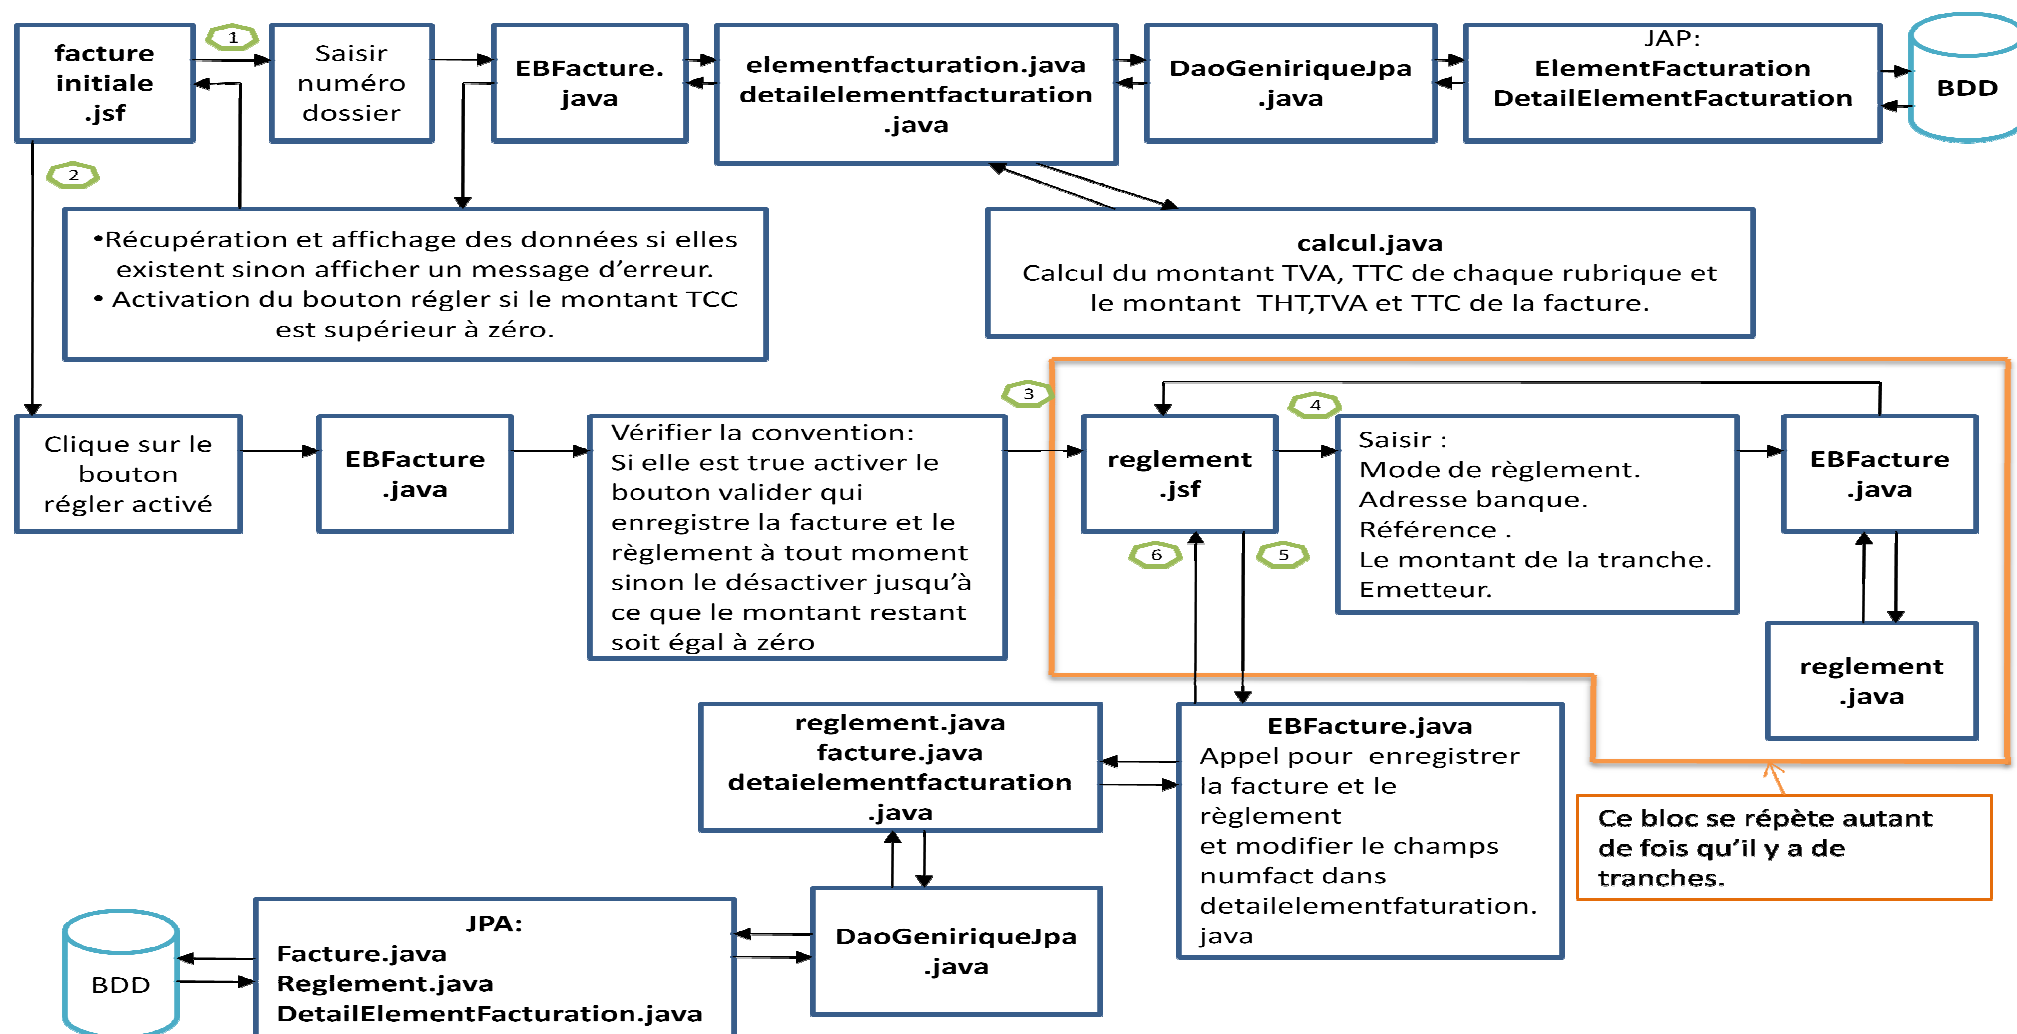 facture
initiale
.jsf
1
Saisir
numéro
dossier
EBFacture.
java
elementfacturation.java
detailelementfacturation
.java
DaoGeniriqueJpa
.java
JAP:
ElementFacturation
DetailElementFacturation
BDD
2
•Récupération et affichage des données si elles
existent sinon afficher un message d'erreur.
• Activation du bouton régler si le montant TCC
est supérieur à zéro.
calcul.java
Calcul du montant TVA, TTC de chaque rubrique et
le montant THT,TVA et TTC de la facture.
Clique sur le
bouton
régler activé
EBFacture
.java
Vérifier la convention:
Si elle est true activer le
bouton valider qui
enregistre la facture et le
règlement à tout moment
sinon le désactiver jusqu'à
ce que le montant restant
soit égal à zéro
3
reglement
.jsf
4
Saisir :
Mode de règlement.
Adresse banque.
Référence .
Le montant de la tranche.
Emetteur.
EBFacture
.java
6
5
reglement
.java
reglement.java
facture.java
detaielementfacturation
.java
EBFacture.java
Appel pour enregistrer
la facture et le
règlement
et modifier le champs
numfact dans
detailelementfaturation.
java
Ce bloc se répète autant
de fois qu'il y a de
tranches.
BDD
JPA:
Facture.java
Reglement.java
DetailElementFacturation.java
DaoGeniriqueJpa
.java